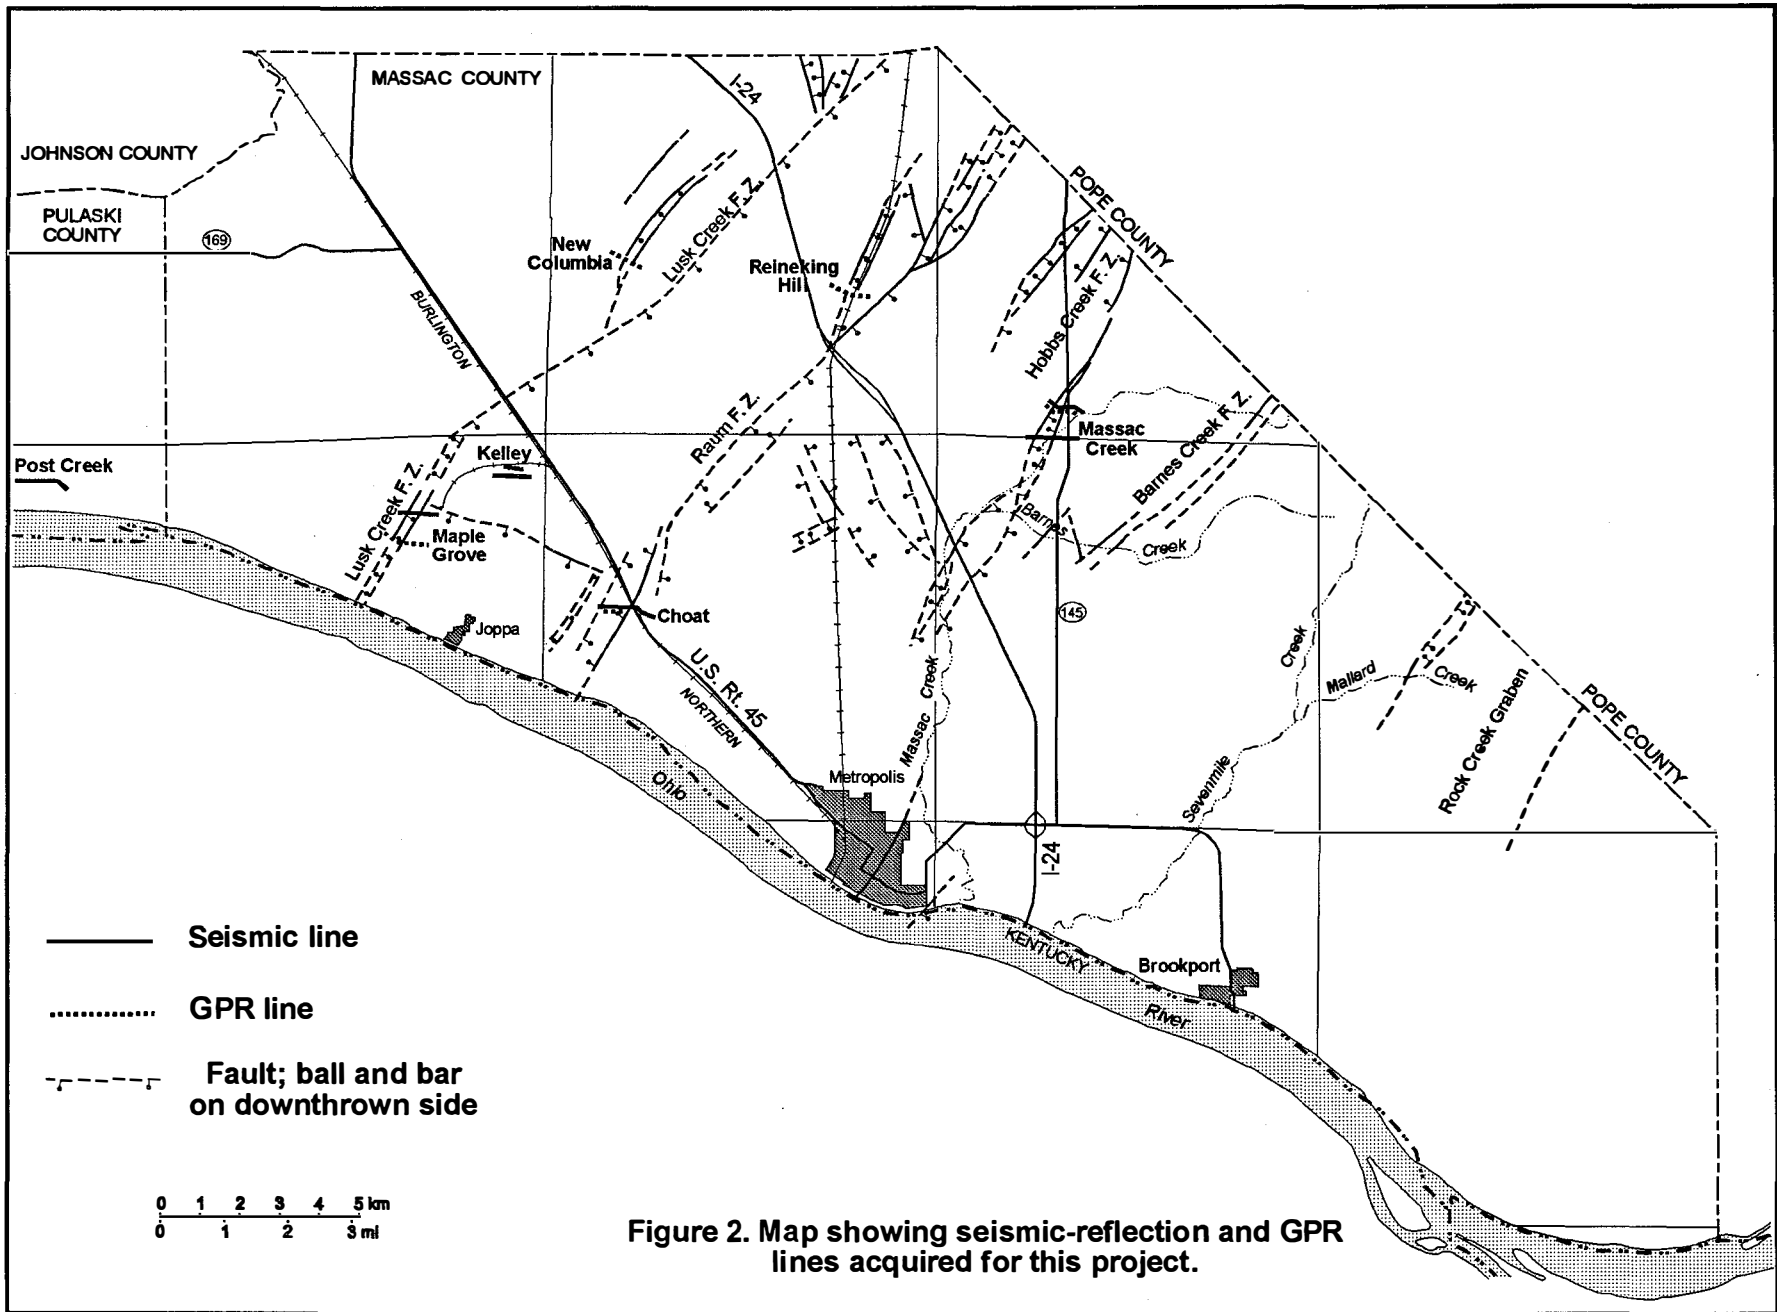 MASSAC COUNTY
I-24
JOHNSON COUNTY
PULASKI
COUNTY
169
POPE COUNTY
New
Columbia
Lusk Creek F. Z.
Reineking
Hill
BURLINGTON
Hobbs Creek F. Z.
Raum F. Z.
Massac
Creek
Barnes Creek F. Z.
Kelley
Post Creek
Lusk Creek F. Z.
Maple
Grove
Barnes
Creek
Choat
145
Joppa
U.S. Rt. 45
NORTHERN
Massac Creek
Creek
Mallard
Creek
Rock Creek Graben
POPE COUNTY
Ohio
Metropolis
Sevenmile
I-24
KENTUCKY
Brookport
River
Seismic line
GPR line
Fault; ball and bar
on downthrown side
0 1 2 3 4 5 km
0 1 2 3 mi
Figure 2. Map showing seismic-reflection and GPR
lines acquired for this project.